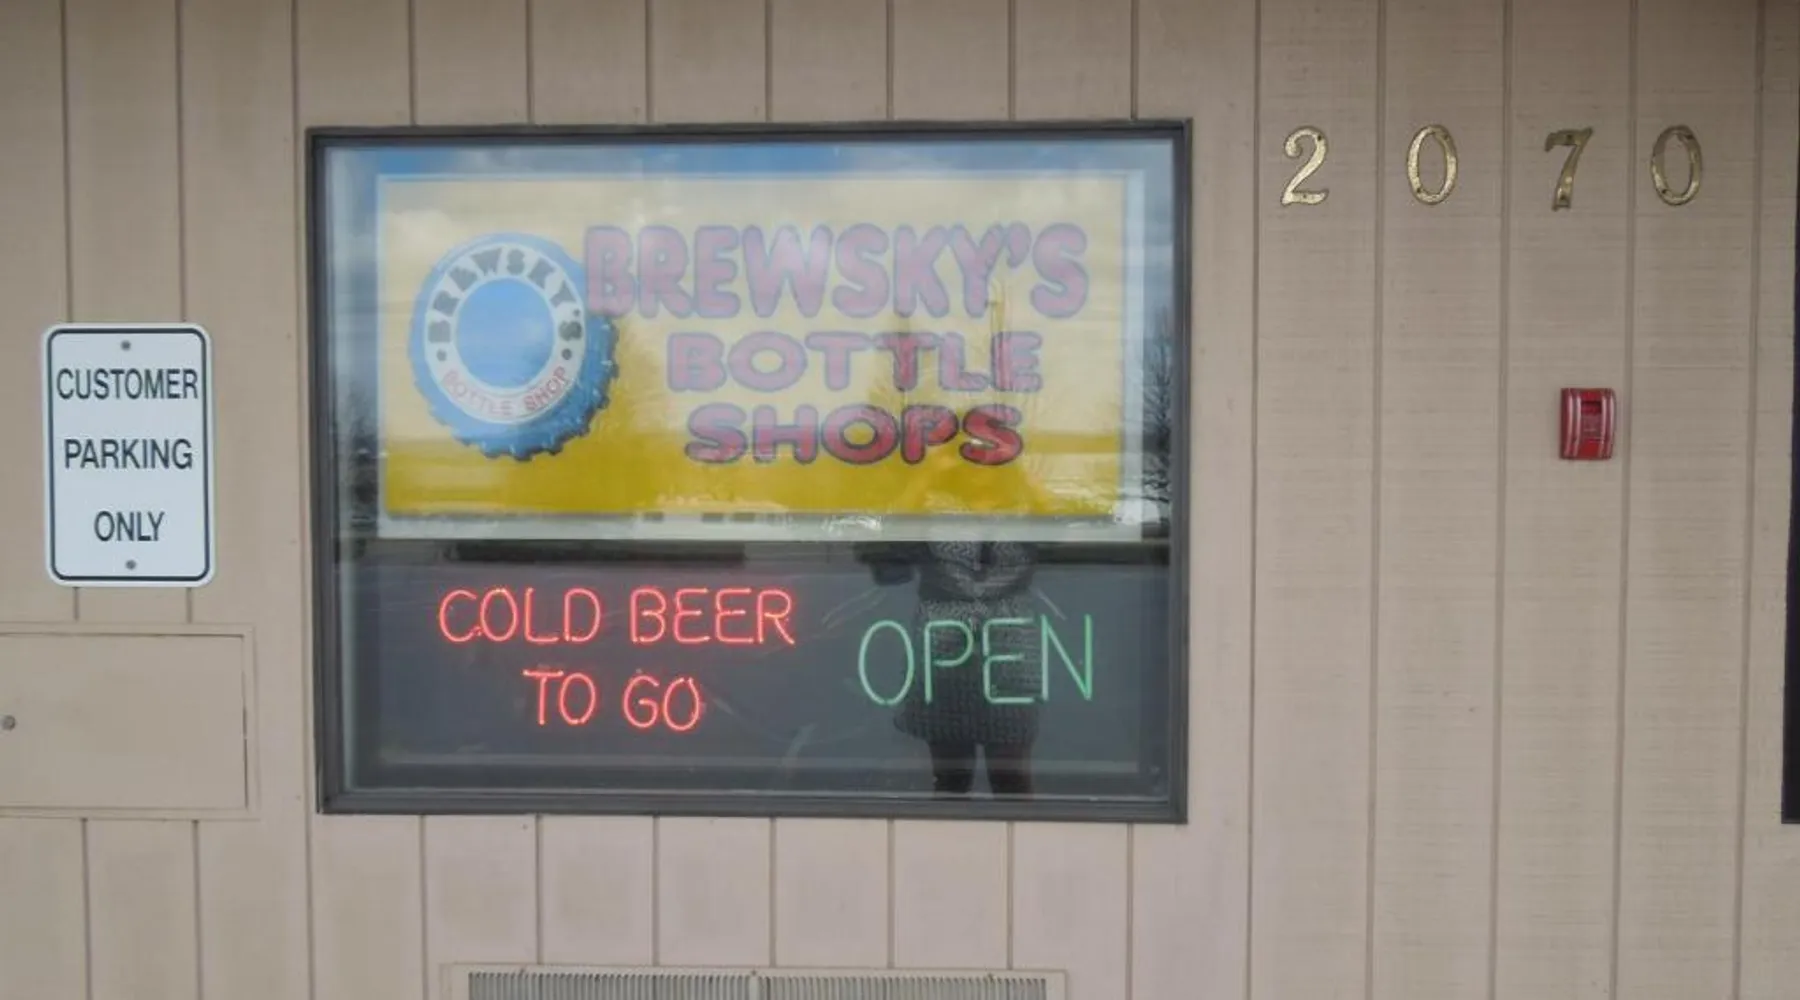 CUSTOMER
PARKING
ONLY
BREWSKY'S
BOTTLE SHOP
BREWSKY'S
BOTTLE
SHOPS
COLD BEER
TO GO
OPEN
2070